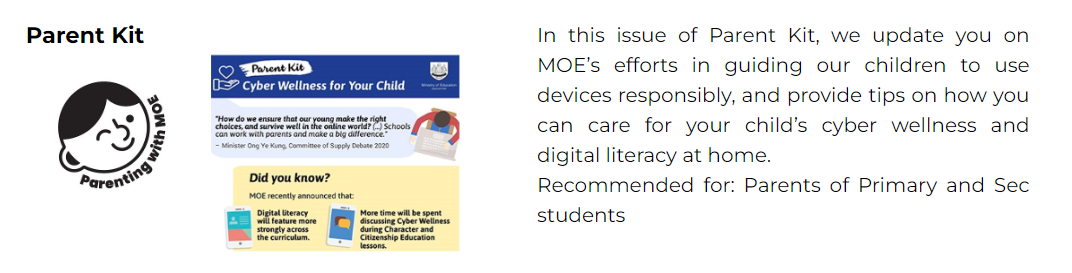 Parent Kit
Parenting with MOE
Parent Kit
Cyber Wellness for Your Child
Ministry of Education
"How do we ensure that our young make the right
choices, and survive well in the online world? (...) Schools
can work with parents and make a big difference."
– Minister Ong Ye Kung, Committee of Supply Debate 2020
Did you know?
MOE recently announced that:
Digital literacy
will feature more
strongly across
the curriculum.
More time will be spent
discussing Cyber Wellness
during Character and
Citizenship Education
lessons.
In this issue of Parent Kit, we update you on
MOE’s efforts in guiding our children to use
devices responsibly, and provide tips on how you
can care for your child’s cyber wellness and
digital literacy at home.
Recommended for: Parents of Primary and Sec
students